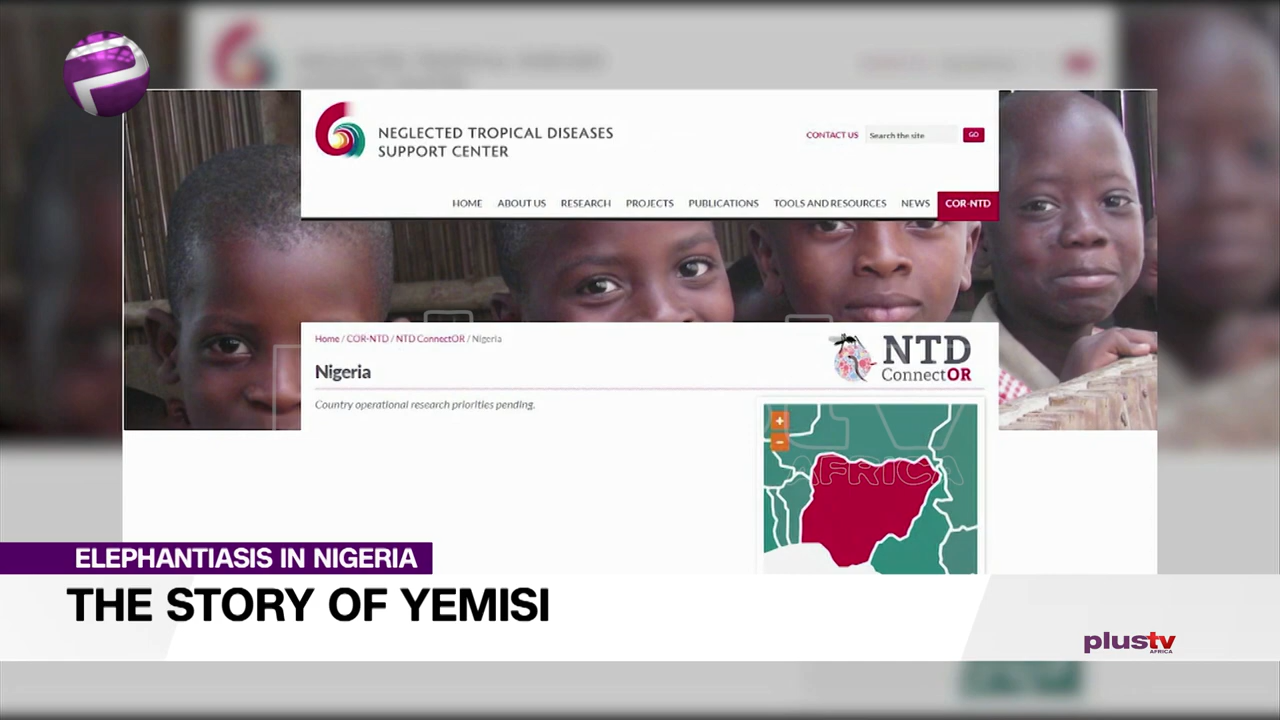 NEGLECTED TROPICAL DISEASES
SUPPORT CENTER
CONTACT US
Search the site
GO
HOME
ABOUT US
RESEARCH
PROJECTS
PUBLICATIONS
TOOLS AND RESOURCES
NEWS
COR-NTD
Home / COR-NTD / NTD ConnectOR / Nigeria
NTD
ConnectOR
Nigeria
Country operational research priorities pending.
+
−
AFRICA
ELEPHANTIASIS IN NIGERIA
THE STORY OF YEMISI
plustv
AFRICA